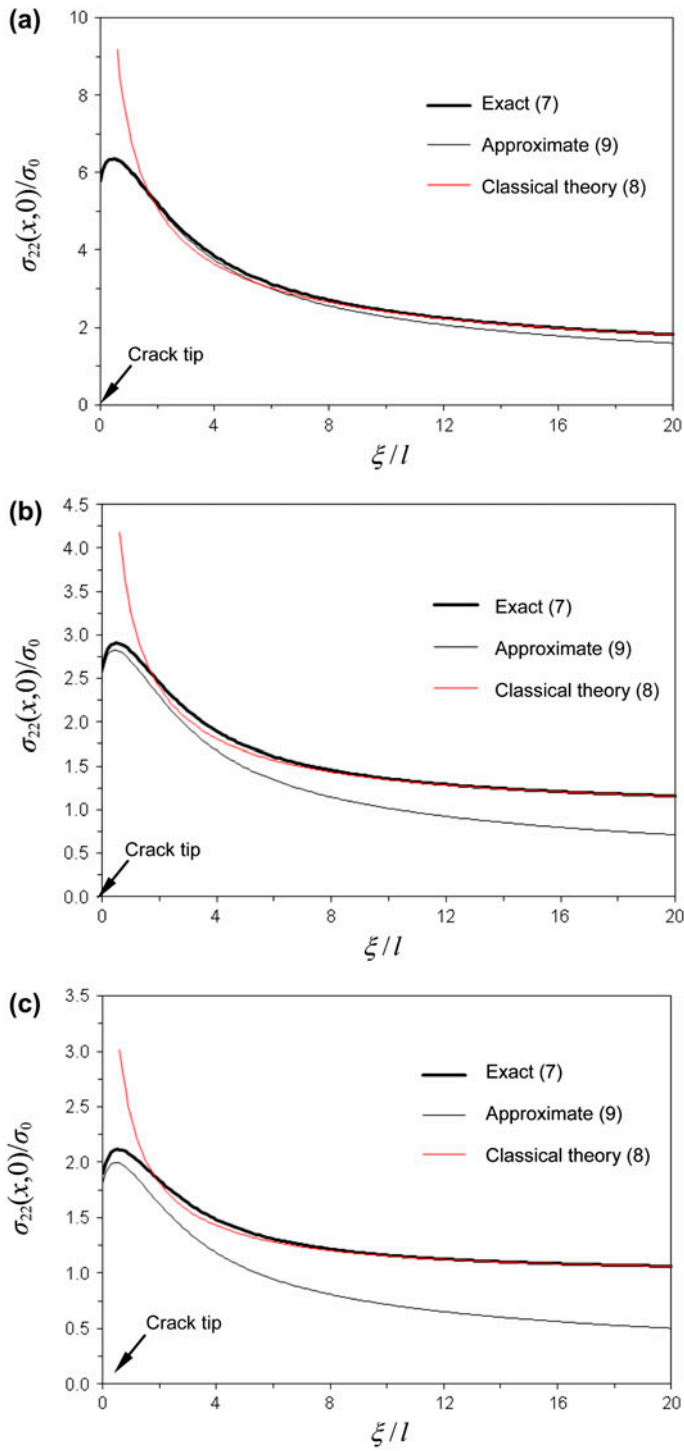 (a)
10
8
6
4
2
0
σ22(x,0)/σ0
Exact (7)
Approximate (9)
Classical theory (8)
Crack tip
0 4 8 12 16 20
ξ/l
(b)
4.5
4.0
3.5
3.0
2.5
2.0
1.5
1.0
0.5
0.0
σ22(x,0)/σ0
Exact (7)
Approximate (9)
Classical theory (8)
Crack tip
0 4 8 12 16 20
ξ/l
(c)
3.5
3.0
2.5
2.0
1.5
1.0
0.5
0.0
σ22(x,0)/σ0
Exact (7)
Approximate (9)
Classical theory (8)
Crack tip
0 4 8 12 16 20
ξ/l